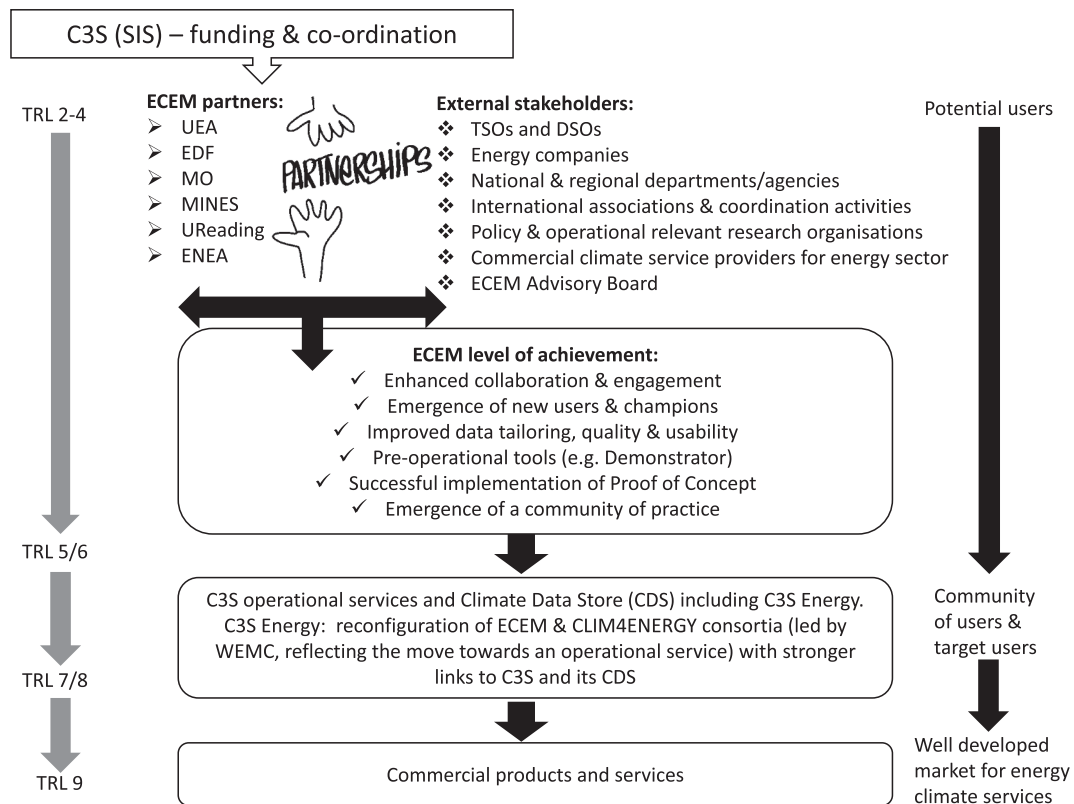 C3S (SIS) – funding & co-ordination
TRL 2-4
ECEM partners:
UEA
EDF
MO
MINES
UReading
ENEA
PARTNERSHIPS
External stakeholders:
TSOs and DSOs
Energy companies
National & regional departments/agencies
International associations & coordination activities
Policy & operational relevant research organisations
Commercial climate service providers for energy sector
ECEM Advisory Board
Potential users
ECEM level of achievement:
Enhanced collaboration & engagement
Emergence of new users & champions
Improved data tailoring, quality & usability
Pre-operational tools (e.g. Demonstrator)
Successful implementation of Proof of Concept
Emergence of a community of practice
TRL 5/6
C3S operational services and Climate Data Store (CDS) including C3S Energy.
C3S Energy: reconfiguration of ECEM & CLIM4ENERGY consortia (led by
WEMC, reflecting the move towards an operational service) with stronger
links to C3S and its CDS
Community
of users &
target users
TRL 7/8
Commercial products and services
TRL 9
Well developed
market for energy
climate services